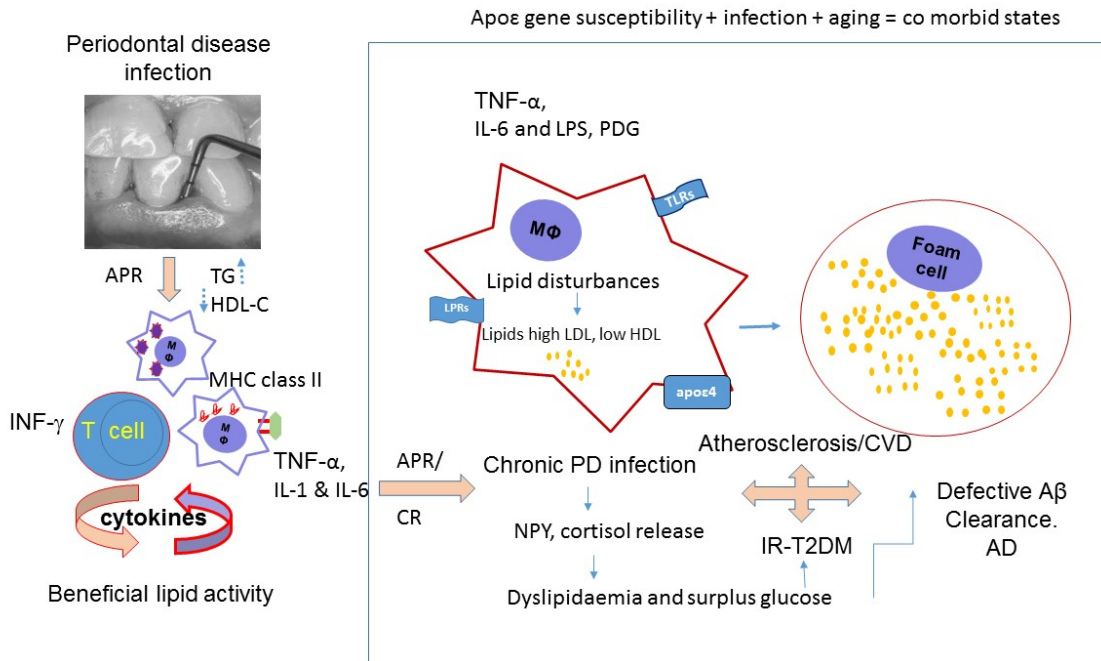 Apoε gene susceptibility + infection + aging = co morbid states
Periodontal disease
infection
APR
TG
HDL-C
M
Φ
MHC class II
INF-γ
T cell
M
Φ
TNF-α,
IL-1 & IL-6
cytokines
Beneficial lipid activity
APR/
CR
TNF-α,
IL-6 and LPS, PDG
TLRs
MΦ
Lipid disturbances
LPRs
Lipids high LDL, low HDL
apoε4
Foam
cell
Chronic PD infection
NPY, cortisol release
Dyslipidaemia and surplus glucose
Atherosclerosis/CVD
IR-T2DM
Defective Aβ
Clearance.
AD